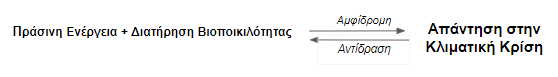 Πράσινη Ενέργεια + Διατήρηση Βιοποικιλότητας
Αμφίδρομη
Αντίδραση
Απάντηση στην
Κλιματική Κρίση